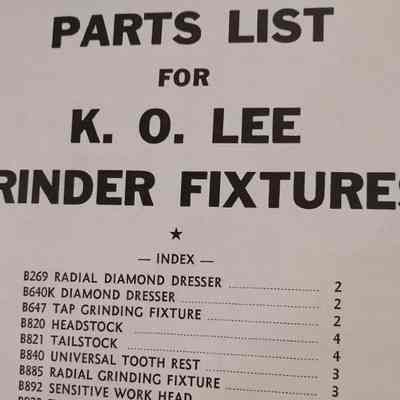 PARTS LIST
FOR
K. O. LEE
RINDER FIXTURES
★
— INDEX —
B269 RADIAL DIAMOND DRESSER 2
B640K DIAMOND DRESSER 2
B647 TAP GRINDING FIXTURE 2
B820 HEADSTOCK 4
B821 TAILSTOCK 4
B840 UNIVERSAL TOOTH REST 3
B885 RADIAL GRINDING FIXTURE 3
B892 SENSITIVE WORK HEAD